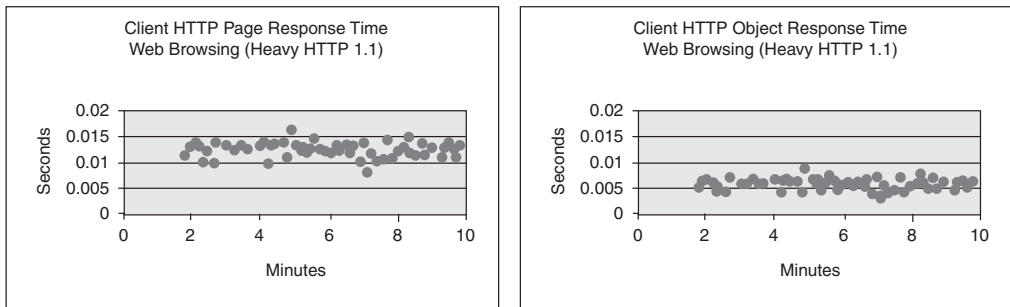 Client HTTP Page Response Time
Web Browsing (Heavy HTTP 1.1)
0.02
0.015
0.01
0.005
0
Seconds
0 2 4 6 8 10
Minutes
Client HTTP Object Response Time
Web Browsing (Heavy HTTP 1.1)
0.02
0.015
0.01
0.005
0
Seconds
0 2 4 6 8 10
Minutes